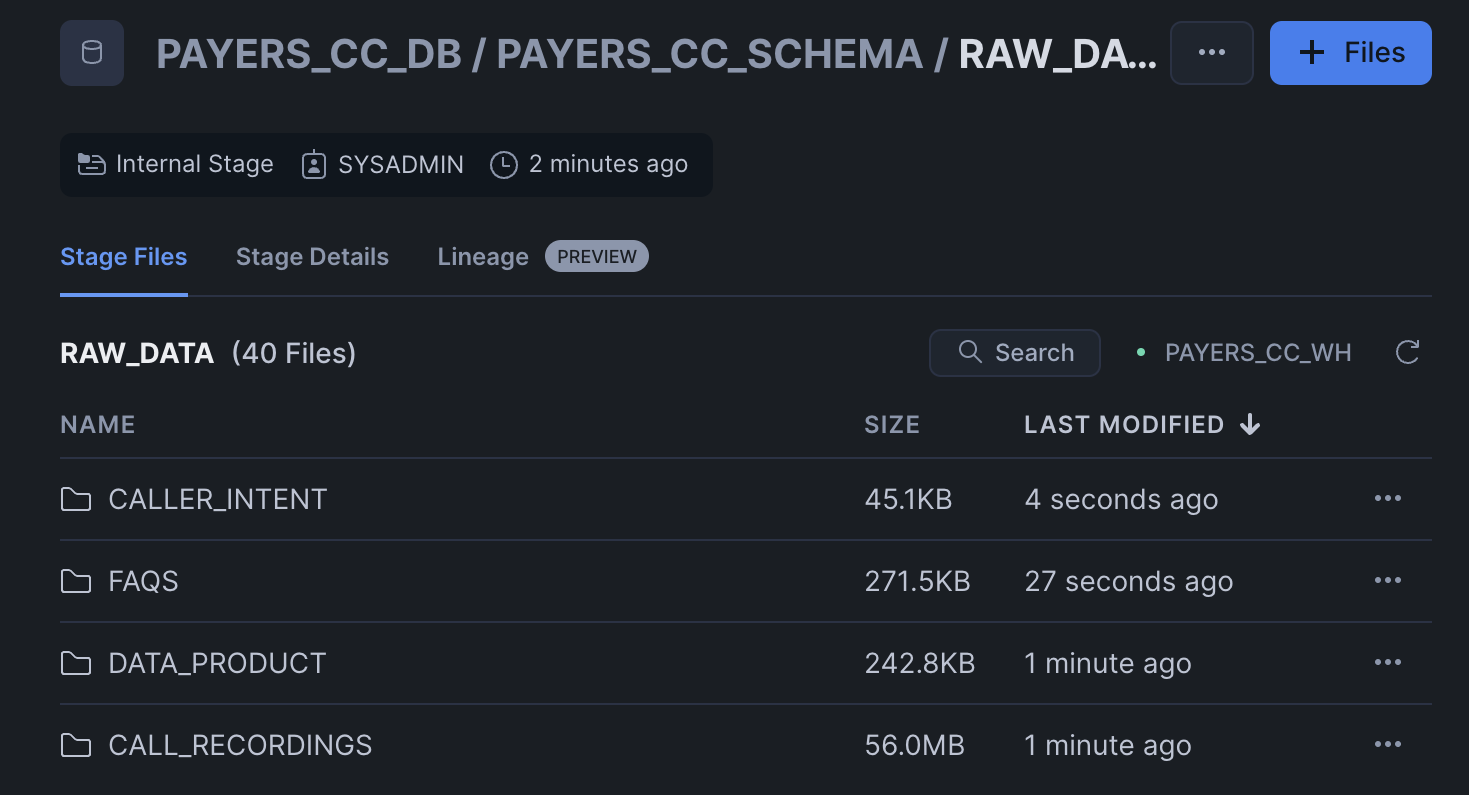 PAYERS_CC_DB / PAYERS_CC_SCHEMA / RAW_DA... ••• + Files
Internal Stage SYSADMIN 2 minutes ago
Stage Files Stage Details Lineage PREVIEW
RAW_DATA (40 Files) Search PAYERS_CC_WH
NAME SIZE LAST MODIFIED
CALLER_INTENT 45.1KB 4 seconds ago
FAQS 271.5KB 27 seconds ago
DATA_PRODUCT 242.8KB 1 minute ago
CALL_RECORDINGS 56.0MB 1 minute ago